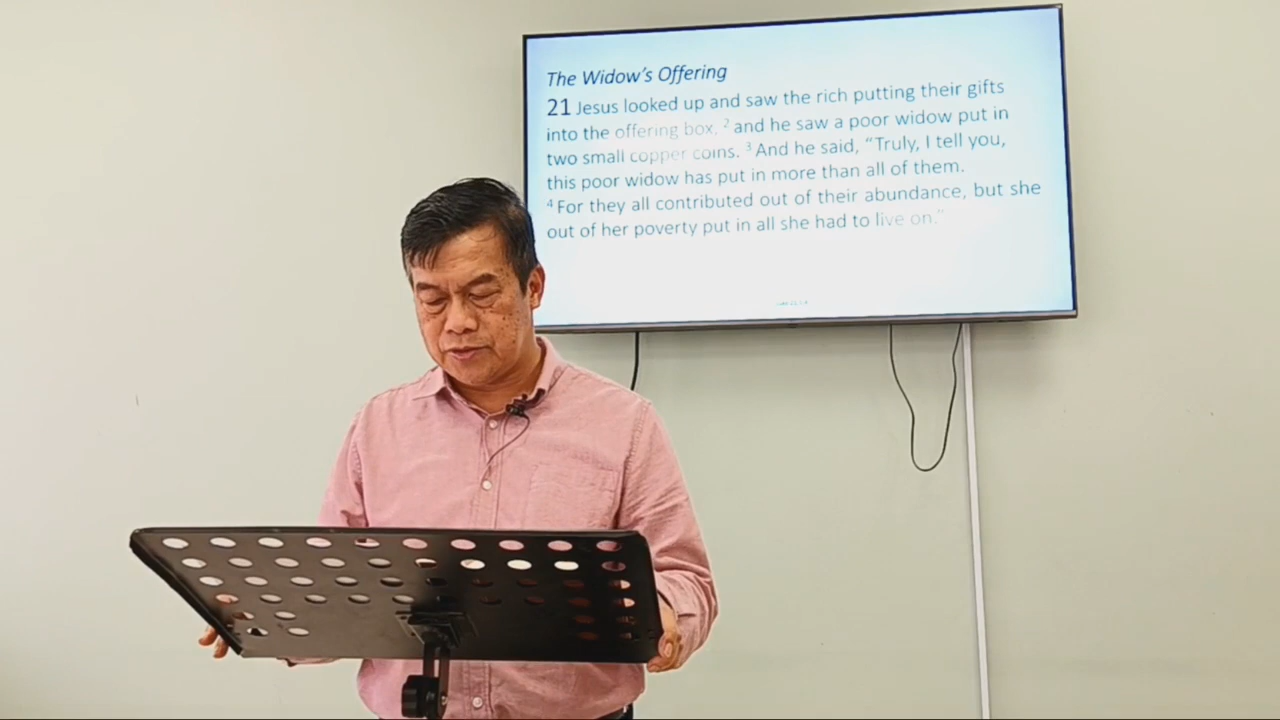 The Widow's Offering
21 Jesus looked up and saw the rich putting their gifts
into the offering box, 2 and he saw a poor widow put in
two small copper coins. 3 And he said, “Truly, I tell you,
this poor widow has put in more than all of them.
4 For they all contributed out of their abundance, but she
out of her poverty put in all she had to live on.”